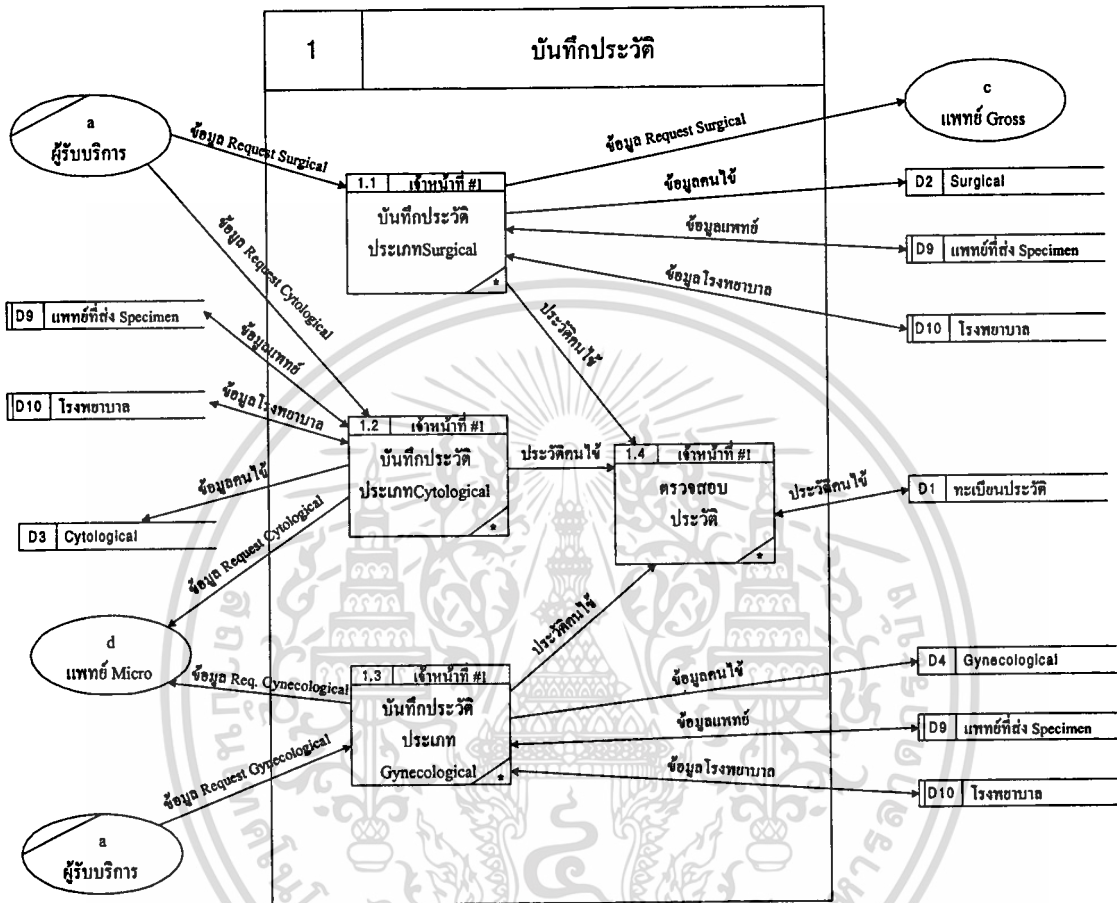 1
บันทึกประวัติ
a
ผู้รับบริการ
ข้อมูล Request Surgical
ข้อมูล Request Surgical
c
แพทย์ Gross
1.1 เจ้าหน้าที่ #1
บันทึกประวัติ
ประเภทSurgical
*
ข้อมูลคนไข้
D2 Surgical
ข้อมูลแพทย์
D9 แพทย์ที่ส่ง Specimen
ข้อมูลโรงพยาบาล
D10 โรงพยาบาล
ข้อมูล Request Cytological
ประวัติคนไข้
D9 แพทย์ที่ส่ง Specimen
ข้อมูลแพทย์
D10 โรงพยาบาล
ข้อมูลโรงพยาบาล
1.2 เจ้าหน้าที่ #1
บันทึกประวัติ
ประเภทCytological
*
ประวัติคนไข้
1.4 เจ้าหน้าที่ #1
ตรวจสอบ
ประวัติ
*
ประวัติคนไข้
D1 ทะเบียนประวัติ
ข้อมูลคนไข้
D3 Cytological
ข้อมูล Request Cytological
ประวัติคนไข้
d
แพทย์ Micro
ข้อมูล Req. Gynecological
1.3 เจ้าหน้าที่ #1
บันทึกประวัติ
ประเภท
Gynecological
*
ข้อมูลคนไข้
D4 Gynecological
ข้อมูลแพทย์
D9 แพทย์ที่ส่ง Specimen
ข้อมูลโรงพยาบาล
D10 โรงพยาบาล
ข้อมูล Request Gynecological
a
ผู้รับบริการ